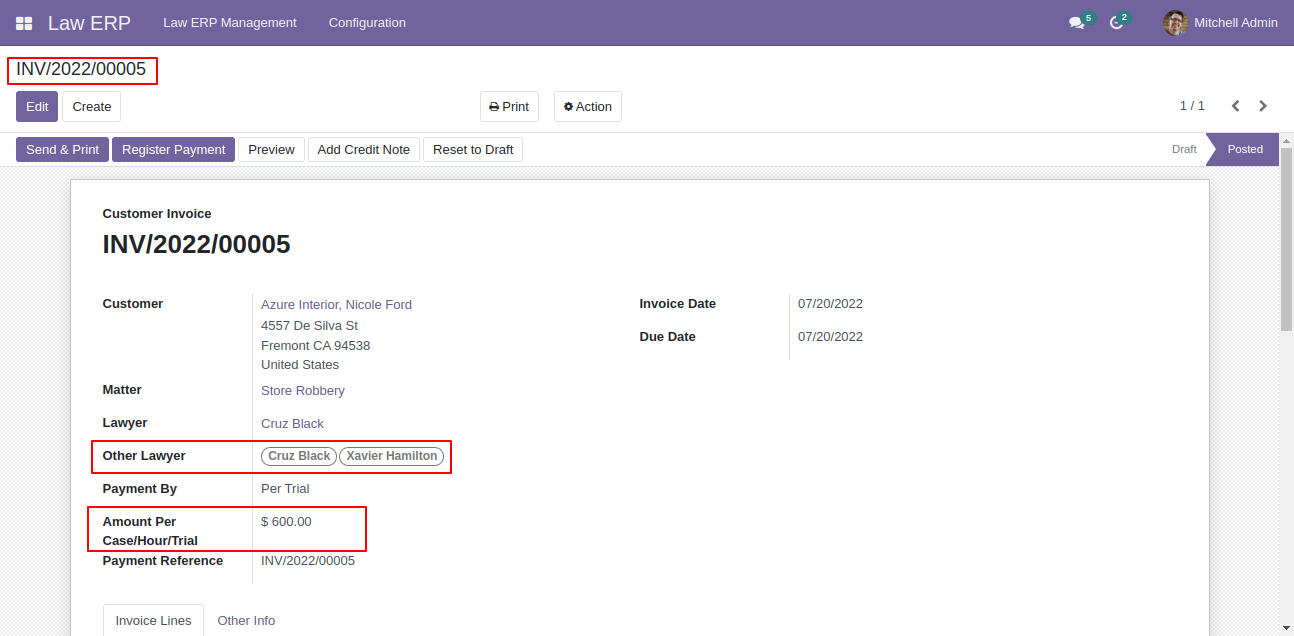 Law ERP Law ERP Management Configuration 5 2 Mitchell Admin
INV/2022/00005
Edit Create Print Action 1 / 1
Send & Print Register Payment Preview Add Credit Note Reset to Draft Draft Posted
Customer Invoice
INV/2022/00005
Customer Azure Interior, Nicole Ford Invoice Date 07/20/2022
4557 De Silva St
Fremont CA 94538 Due Date 07/20/2022
United States
Matter Store Robbery
Lawyer Cruz Black
Other Lawyer Cruz Black Xavier Hamilton
Payment By Per Trial
Amount Per $ 600.00
Case/Hour/Trial
Payment Reference INV/2022/00005
Invoice Lines Other Info